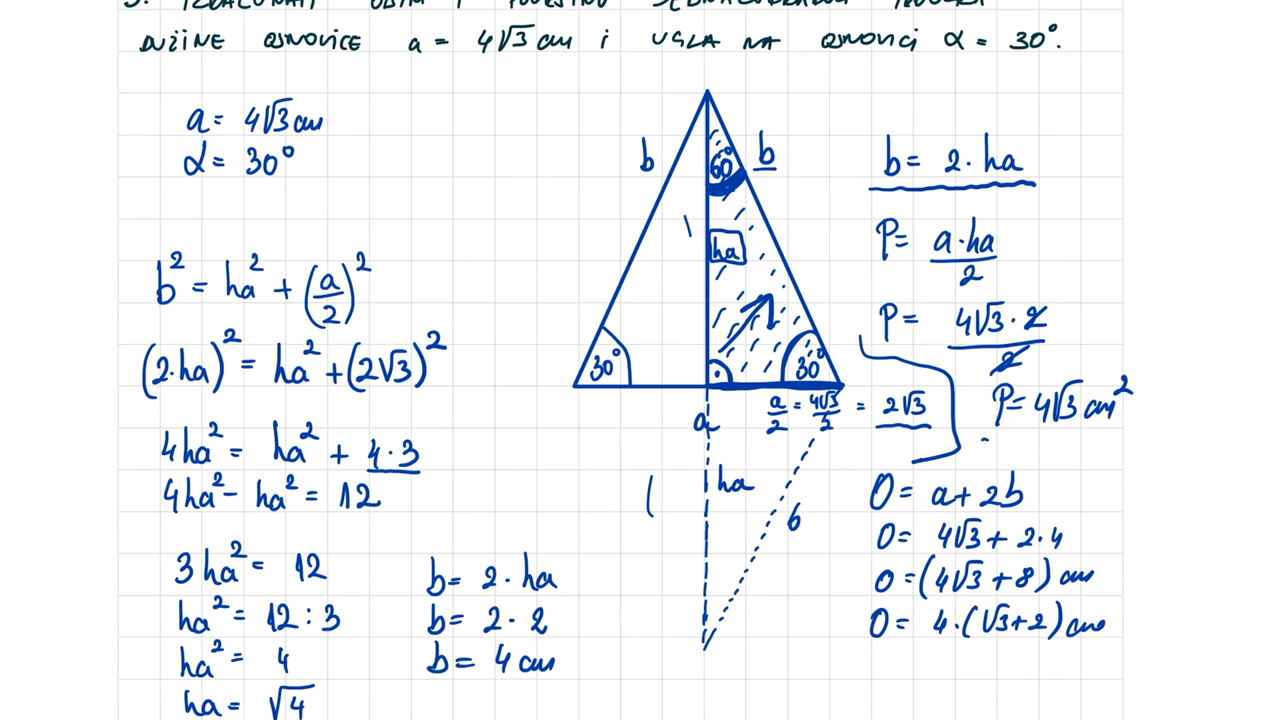 DUŽINE OSNOVICE a = 4√3 cm i UGLA NA OSNOVICI α = 30°.
a = 4√3 cm
α = 30°
b² = ha² + (a/2)²
(2·ha)² = ha² + (2√3)²
4ha² = ha² + 4·3
4ha² - ha² = 12
3ha² = 12
ha² = 12 : 3
ha² = 4
ha = √4
b = 2·ha
b = 2·2
b = 4 cm
b
60°
b
ha
30°
30°
a
a/2 = 4√3/2 = 2√3
ha
b
b = 2·ha
P = a·ha/2
P = 4√3·2/2
P = 4√3 cm²
O = a + 2b
O = 4√3 + 2·4
O = (4√3 + 8) cm
O = 4·(√3 + 2) cm